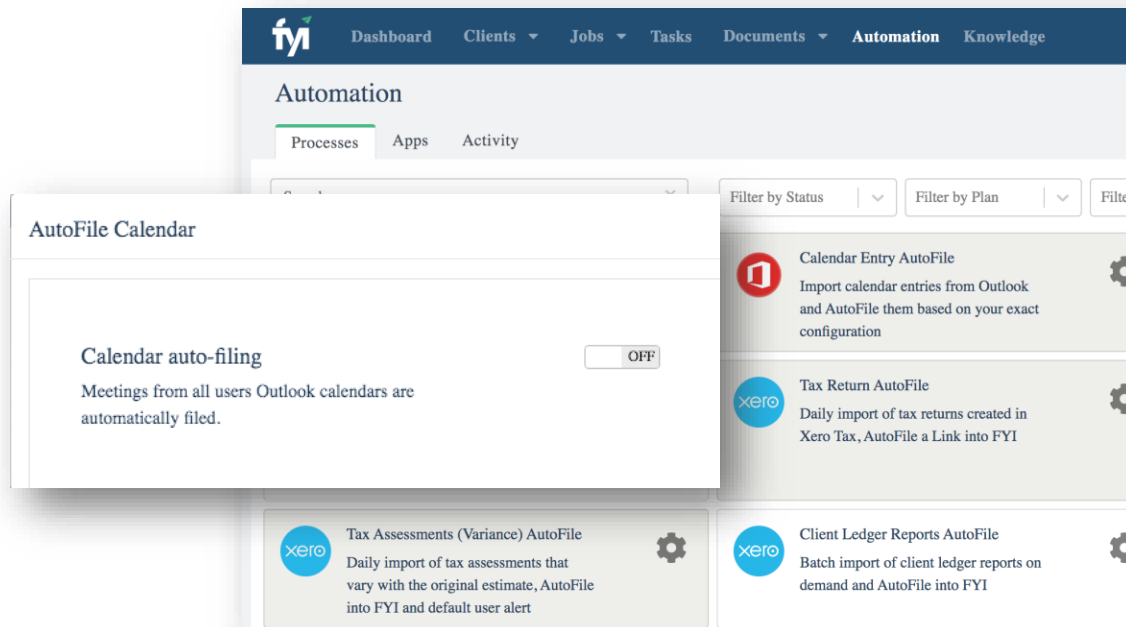 fyi Dashboard Clients Jobs Tasks Documents Automation Knowledge
Automation
Processes Apps Activity
Filter by Status Filter by Plan
AutoFile Calendar
Calendar auto-filing OFF
Meetings from all users Outlook calendars are
automatically filed.
Calendar Entry AutoFile
Import calendar entries from Outlook
and AutoFile them based on your exact
configuration
xero
Tax Return AutoFile
Daily import of tax returns created in
Xero Tax, AutoFile a Link into FYI
xero
Tax Assessments (Variance) AutoFile
Daily import of tax assessments that
vary with the original estimate, AutoFile
into FYI and default user alert
xero
Client Ledger Reports AutoFile
Batch import of client ledger reports on
demand and AutoFile into FYI